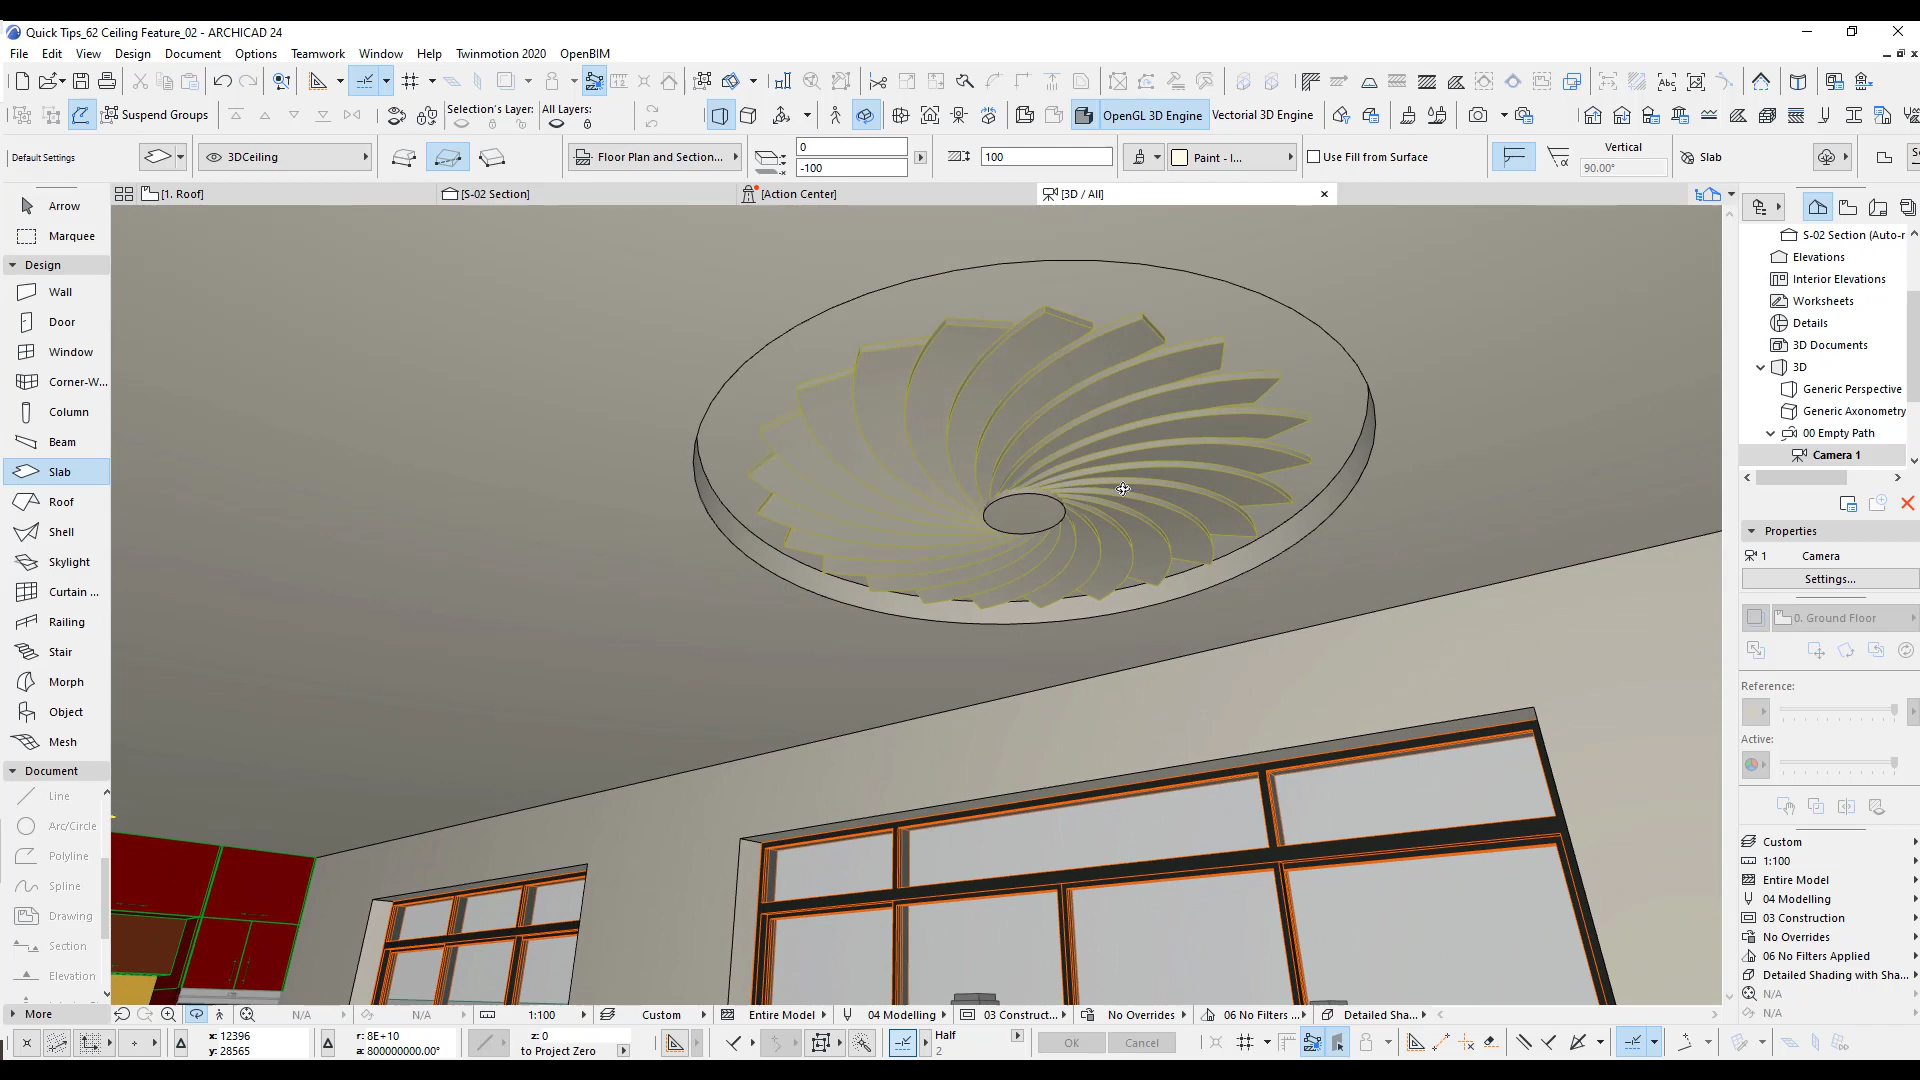 Quick Tips_62 Ceiling Feature_02 - ARCHICAD 24
File Edit View Design Document Options Teamwork Window Help Twinmotion 2020 OpenBIM
Suspend Groups
Selection's Layer:
All Layers:
OpenGL 3D Engine
Vectorial 3D Engine
Default Settings
3DCeiling
Floor Plan and Section...
0
-100
100
Paint - I...
Use Fill from Surface
Vertical
90.00°
Slab
[1. Roof]
[S-02 Section]
[Action Center]
[3D / All]
Arrow
Marquee
Design
Wall
Door
Window
Corner-W...
Column
Beam
Slab
Roof
Shell
Skylight
Curtain ...
Railing
Stair
Morph
Object
Mesh
Document
Line
Arc/Circle
Polyline
Spline
Drawing
Section
Elevation
More
S-02 Section (Auto-r
Elevations
Interior Elevations
Worksheets
Details
3D Documents
3D
Generic Perspective
Generic Axonometry
00 Empty Path
Camera 1
Properties
1
Camera
Settings...
0. Ground Floor
Reference:
Active:
Custom
1:100
Entire Model
04 Modelling
03 Construction
No Overrides
06 No Filters Applied
Detailed Shading with Sha...
N/A
N/A
N/A
N/A
1:100
Custom
Entire Model
04 Modelling
03 Construct...
No Overrides
06 No Filters ...
Detailed Sha...
x: 12396
y: 28565
r: 8E+10
a: 800000000.00°
z: 0
to Project Zero
Half
2
OK
Cancel